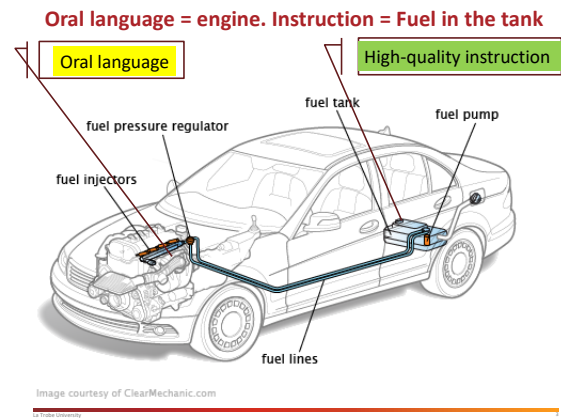 Oral language = engine. Instruction = Fuel in the tank
Oral language
High-quality instruction
fuel tank
fuel pump
fuel pressure regulator
fuel injectors
fuel lines
Image courtesy of ClearMechanic.com
La Trobe University